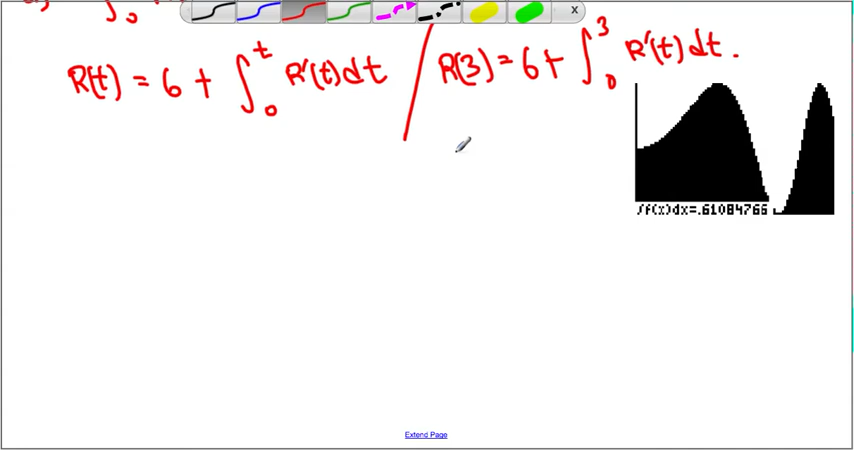 R(t) = 6 + ∫₀ᵗ R'(t)dt / R(3) = 6 + ∫₀³ R'(t)dt.
x
∫f(x)dx=.61084766
Extend Page